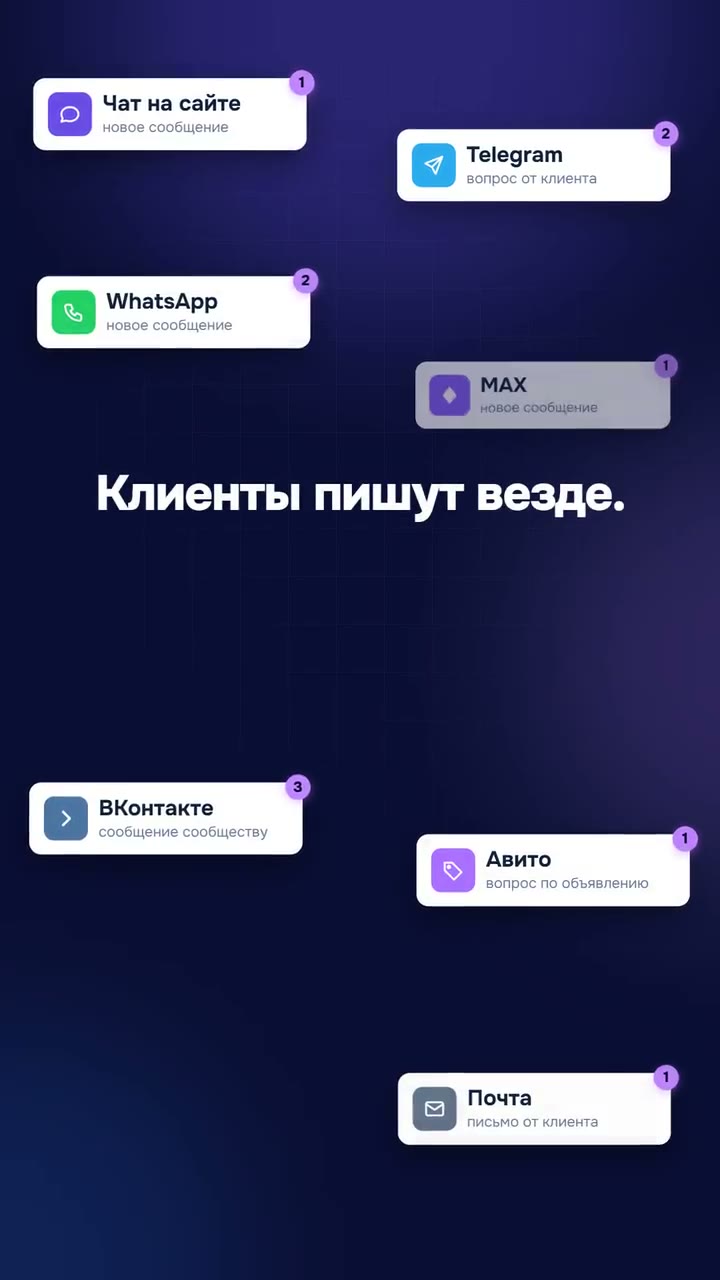 1
Чат на сайте
новое сообщение
2
Telegram
вопрос от клиента
2
WhatsApp
новое сообщение
1
MAX
новое сообщение
Клиенты пишут везде.
3
ВКонтакте
сообщение сообществу
1
Авито
вопрос по объявлению
1
Почта
письмо от клиента